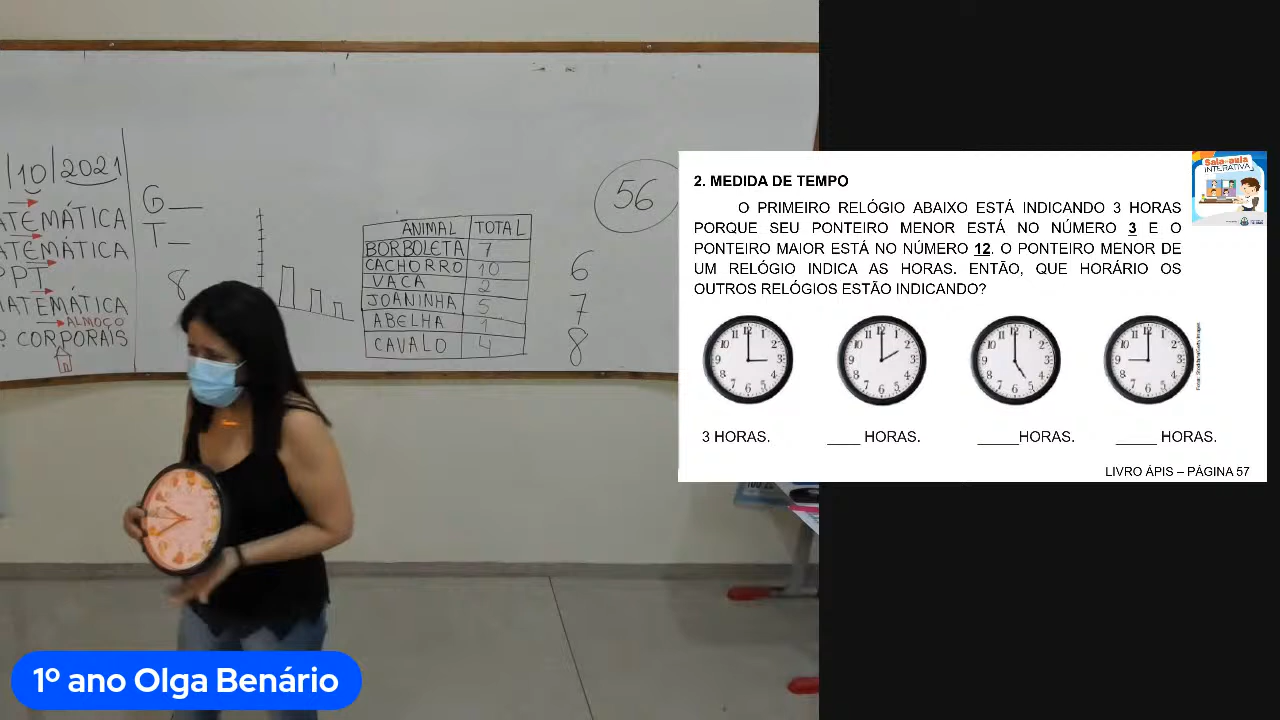 /10/2021
ATEMÁTICA
ATEMÁTICA
PPT
MATEMÁTICA
ALMOÇO
CORPORAIS
G
T
8
ANIMAL TOTAL
BORBOLETA 7
CACHORRO 10
VACA 2
JOANINHA 5
ABELHA 1
CAVALO 4
6
7
8
56
Sala de aula
INTERATIVA
2. MEDIDA DE TEMPO
O PRIMEIRO RELÓGIO ABAIXO ESTÁ INDICANDO 3 HORAS
PORQUE SEU PONTEIRO MENOR ESTÁ NO NÚMERO 3 E O
PONTEIRO MAIOR ESTÁ NO NÚMERO 12. O PONTEIRO MENOR DE
UM RELÓGIO INDICA AS HORAS. ENTÃO, QUE HORÁRIO OS
OUTROS RELÓGIOS ESTÃO INDICANDO?
3 HORAS. ____ HORAS. _____HORAS. _____ HORAS.
LIVRO ÁPIS – PÁGINA 57
1º ano Olga Benário